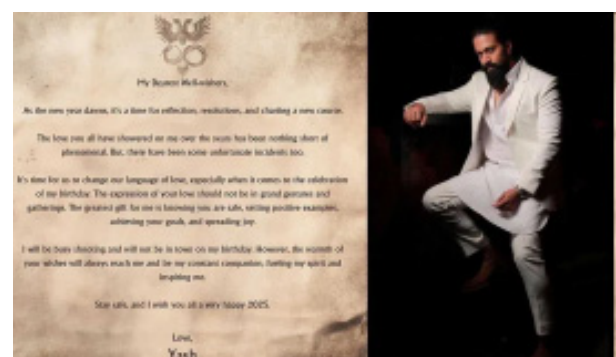 My Dearest Well-wishers,
As the new year dawns, it's a time for reflection, resolutions, and charting a new course.
The love you all have showered on me over the years has been nothing short of
phenomenal. But, there have been some unfortunate incidents too.
It's time for us to change our language of love, especially when it comes to the celebration
of my birthday. The expression of your love should not be in grand gestures and
gatherings. The greatest gift for me is knowing you are safe, setting positive examples,
achieving your goals, and spreading joy.
I will be busy shooting and will not be in town on my birthday. However, the warmth of
your wishes will always reach me and be my constant companion, fueling my spirit and
inspiring me.
Stay safe, and I wish you all a very happy 2025.
Love,
Yash